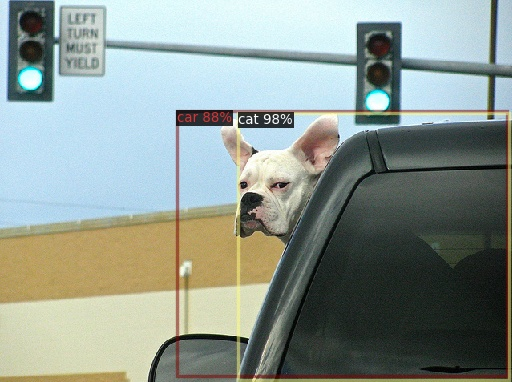 LEFT
TURN
MUST
YIELD
car 88%
cat 98%